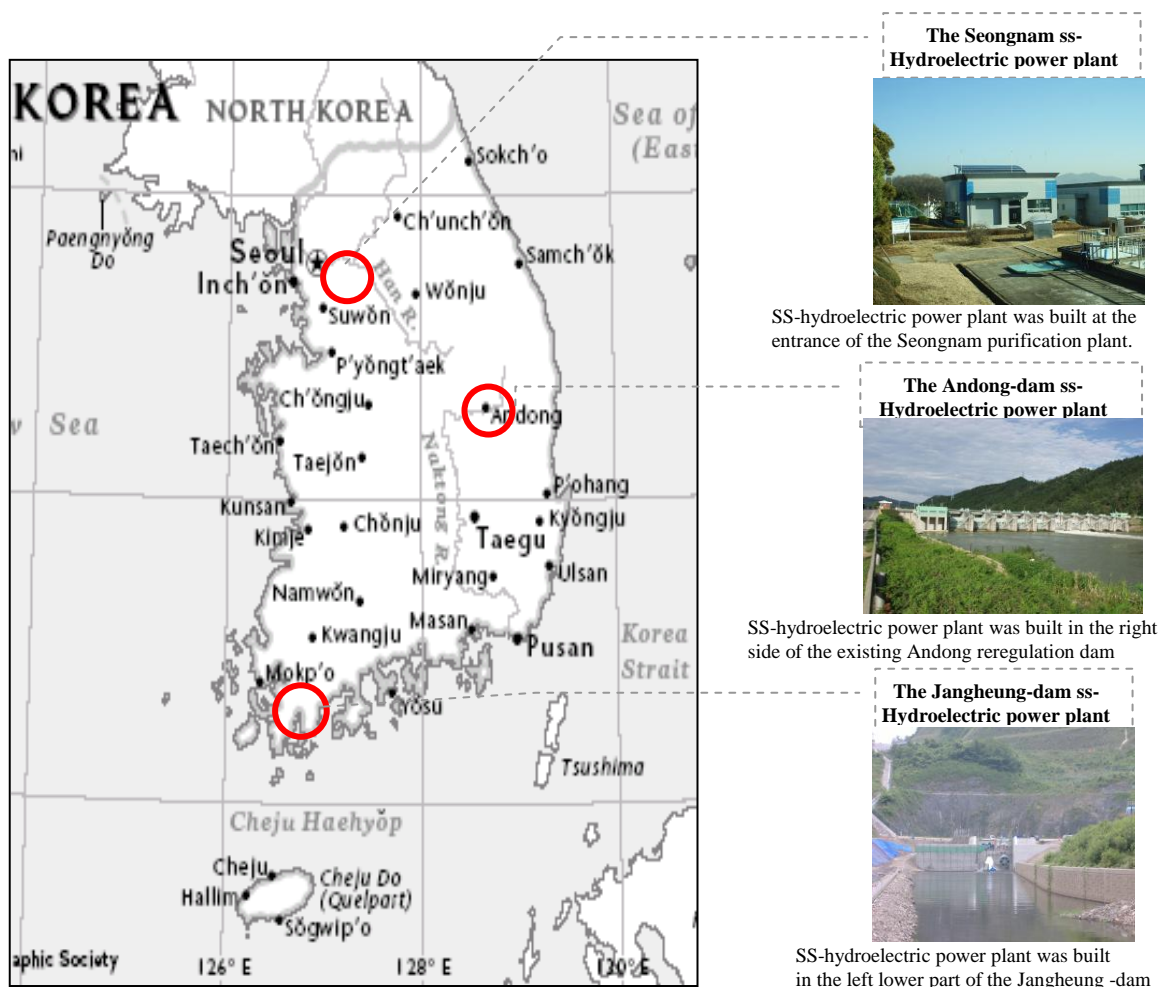 KOREA
NORTH KOREA
Sea of
(East
Sokch'o
Paengnyŏng
Do
Ch'unch'ŏn
Seoul
Samch'ŏk
Inch'ŏn
Han R.
Wŏnju
Suwŏn
P'yŏngt'aek
Ch'ŏngju
Andong
Sea
Taech'ŏn
Taejŏn
Naktong R.
P'ohang
Kunsan
Kyŏngju
Kimje
Chŏnju
Taegu
Miryang
Ulsan
Namwŏn
Masan
Kwangju
Pusan
Korea
Strait
Mokp'o
Yŏsu
Tsushima
Cheju Haehyŏp
Cheju
Cheju Do
(Quelpart)
Hallim
Sŏgwip'o
aphic Society
126° E
128° E
130° E
The Seongnam ss-
Hydroelectric power plant
SS-hydroelectric power plant was built at the
entrance of the Seongnam purification plant.
The Andong-dam ss-
Hydroelectric power plant
SS-hydroelectric power plant was built in the right
side of the existing Andong reregulation dam
The Jangheung-dam ss-
Hydroelectric power plant
SS-hydroelectric power plant was built
in the left lower part of the Jangheung -dam